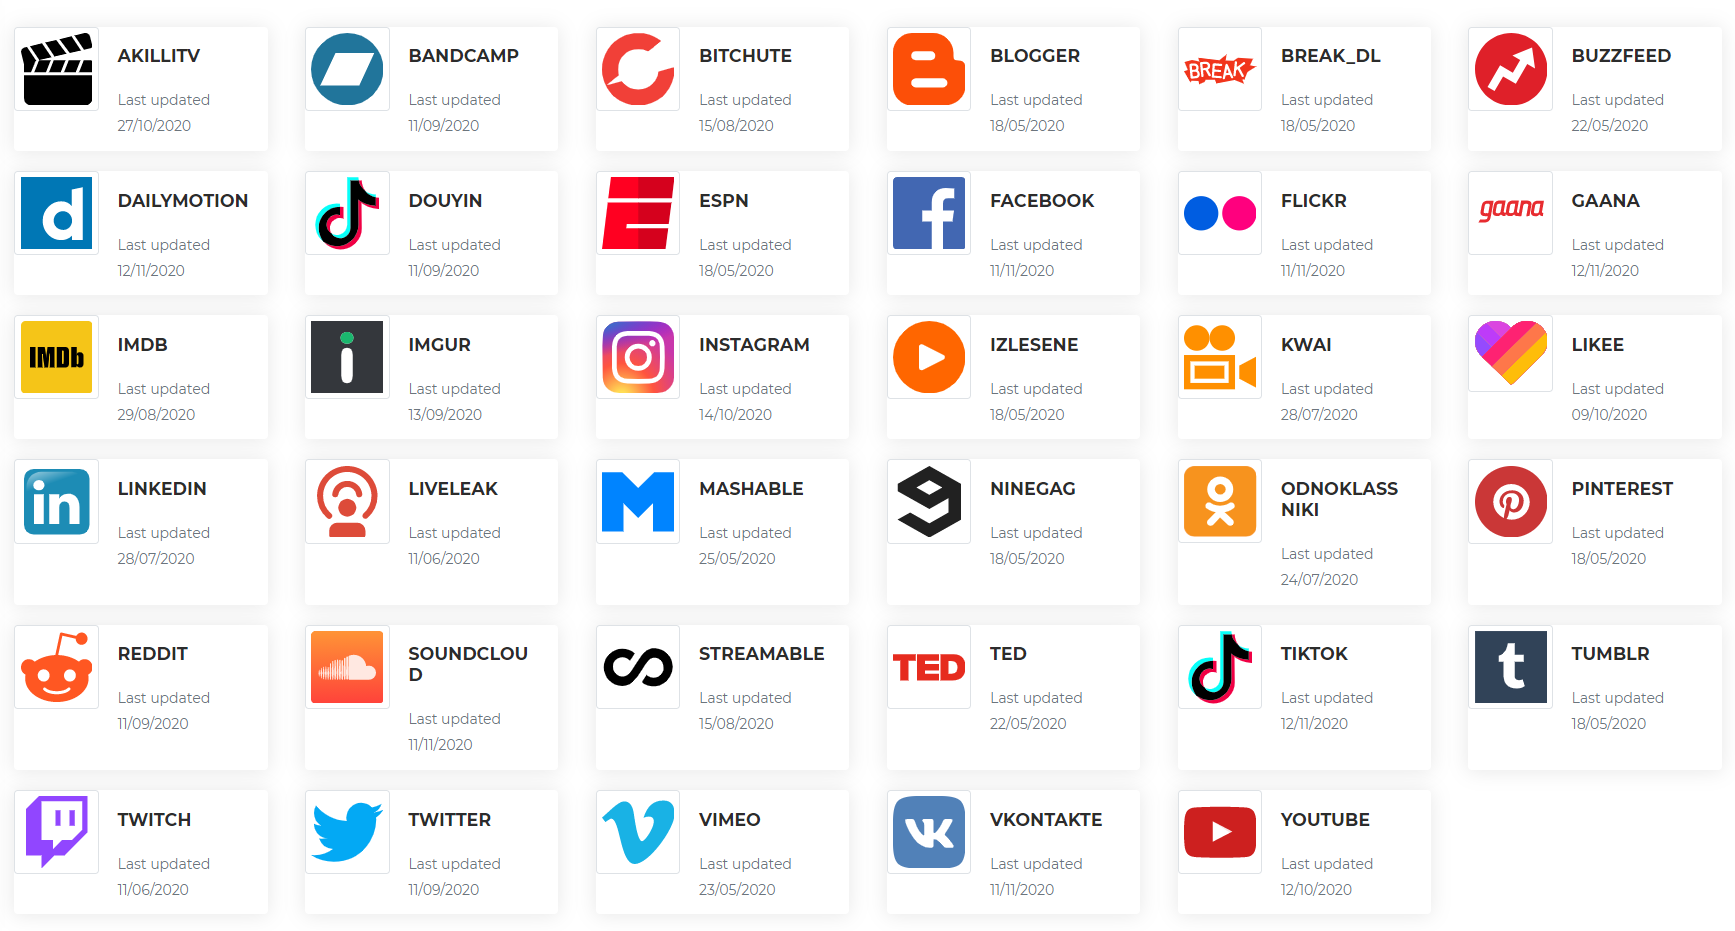 AKILLITV
Last updated
27/10/2020
BANDCAMP
Last updated
11/09/2020
BITCHUTE
Last updated
15/08/2020
BLOGGER
Last updated
18/05/2020
BREAK
BREAK_DL
Last updated
18/05/2020
BUZZFEED
Last updated
22/05/2020
d
DAILYMOTION
Last updated
12/11/2020
DOUYIN
Last updated
11/09/2020
E
ESPN
Last updated
18/05/2020
f
FACEBOOK
Last updated
11/11/2020
FLICKR
Last updated
11/11/2020
gaana
GAANA
Last updated
12/11/2020
IMDb
IMDB
Last updated
29/08/2020
i
IMGUR
Last updated
13/09/2020
INSTAGRAM
Last updated
14/10/2020
IZLESENE
Last updated
18/05/2020
KWAI
Last updated
28/07/2020
LIKEE
Last updated
09/10/2020
in
LINKEDIN
Last updated
28/07/2020
LIVELEAK
Last updated
11/06/2020
M
MASHABLE
Last updated
25/05/2020
9
NINEGAG
Last updated
18/05/2020
ODNOKLASS
NIKI
Last updated
24/07/2020
PINTEREST
Last updated
18/05/2020
REDDIT
Last updated
11/09/2020
SOUNDCLOU
D
Last updated
11/11/2020
STREAMABLE
Last updated
15/08/2020
TED
TED
Last updated
22/05/2020
TIKTOK
Last updated
12/11/2020
t
TUMBLR
Last updated
18/05/2020
TWITCH
Last updated
11/06/2020
TWITTER
Last updated
11/09/2020
V
VIMEO
Last updated
23/05/2020
VK
VKONTAKTE
Last updated
11/11/2020
YOUTUBE
Last updated
12/10/2020